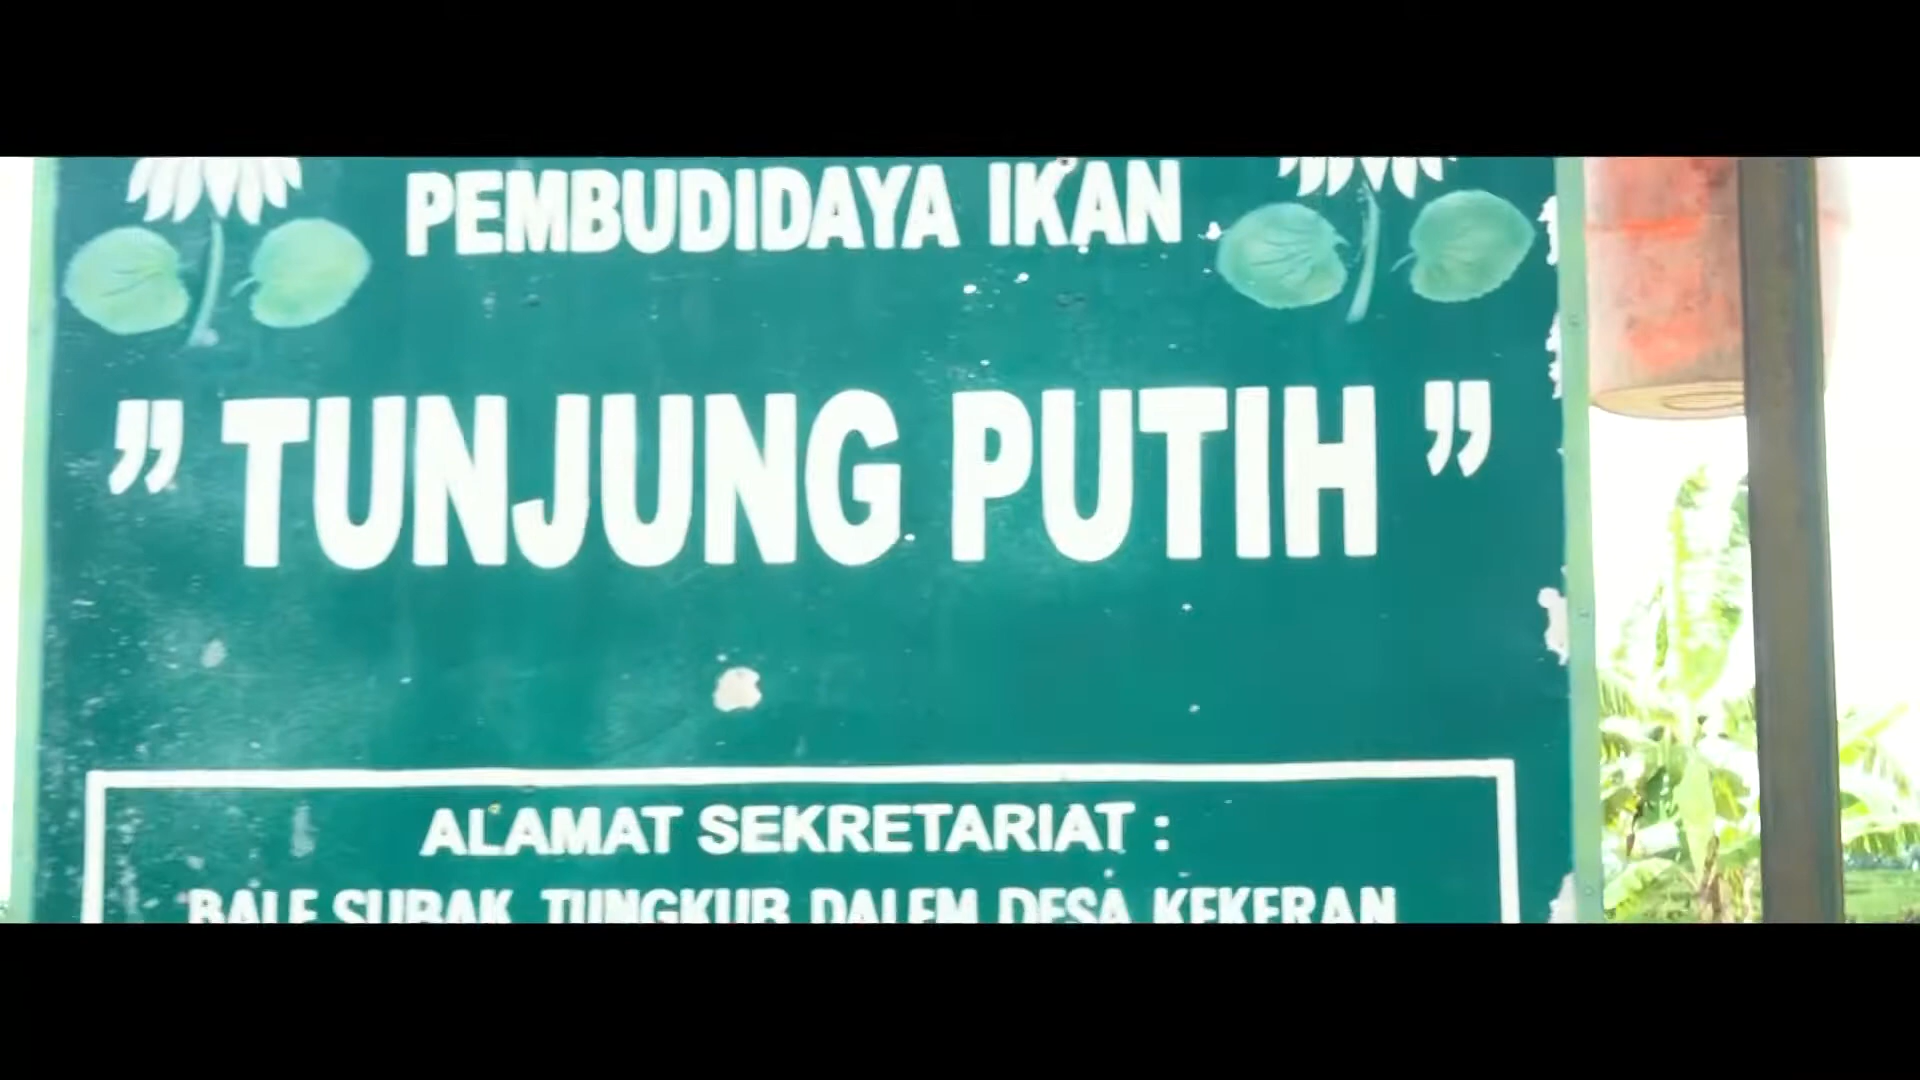 PEMBUDIDAYA IKAN
” TUNJUNG PUTIH ”
ALAMAT SEKRETARIAT :
BALE SUBAK TUNGKUB DALEM DESA KEKERAN